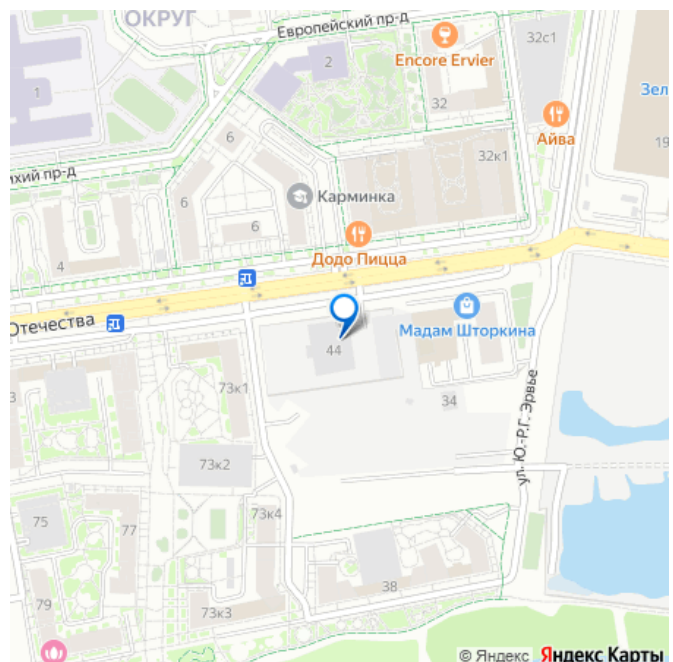 ОКРУГ
Европейский пр-д
Encore Ervier
32с1
2
1
32
Зел
Айва
19
6
32к1
ихий пр-д
Карминка
6
6
4
Додо Пицца
Отечества
Мадам Шторкина
44
73к1
34
ул. Ю.-Р.Г. Эрвье
73к2
75
77
73к4
38
79
73к3
© Яндекс Яндекс Карты